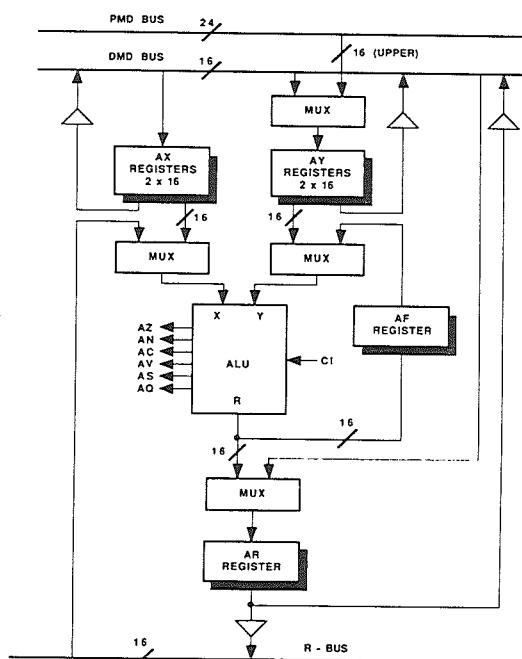 PMD BUS 24
16 (UPPER)
DMD BUS 16
MUX
AX
REGISTERS
2 x 16
AY
REGISTERS
2 x 16
16
16
MUX
MUX
X Y
AF
REGISTER
AZ
AN
AC
AV
AS
AQ
ALU
CI
R
16
16
MUX
AR
REGISTER
16
R - BUS